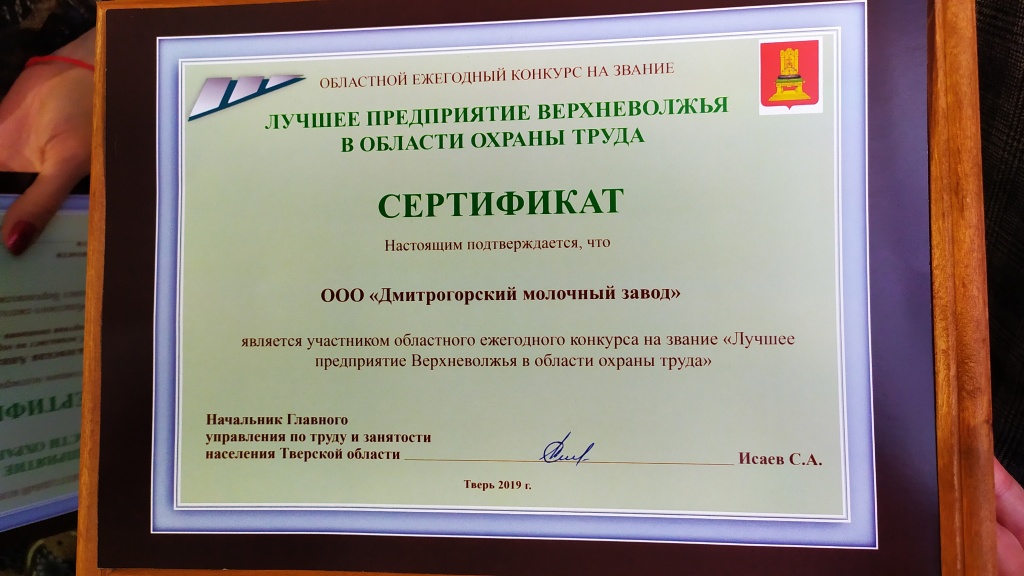 ОБЛАСТНОЙ ЕЖЕГОДНЫЙ КОНКУРС НА ЗВАНИЕ
ЛУЧШЕЕ ПРЕДПРИЯТИЕ ВЕРХНЕВОЛЖЬЯ
В ОБЛАСТИ ОХРАНЫ ТРУДА
СЕРТИФИКАТ
Настоящим подтверждается, что
ООО «Дмитрогорский молочный завод»
является участником областного ежегодного конкурса на звание «Лучшее
предприятие Верхневолжья в области охраны труда»
Начальник Главного
управления по труду и занятости
населения Тверской области Исаев С.А.
Тверь 2019 г.